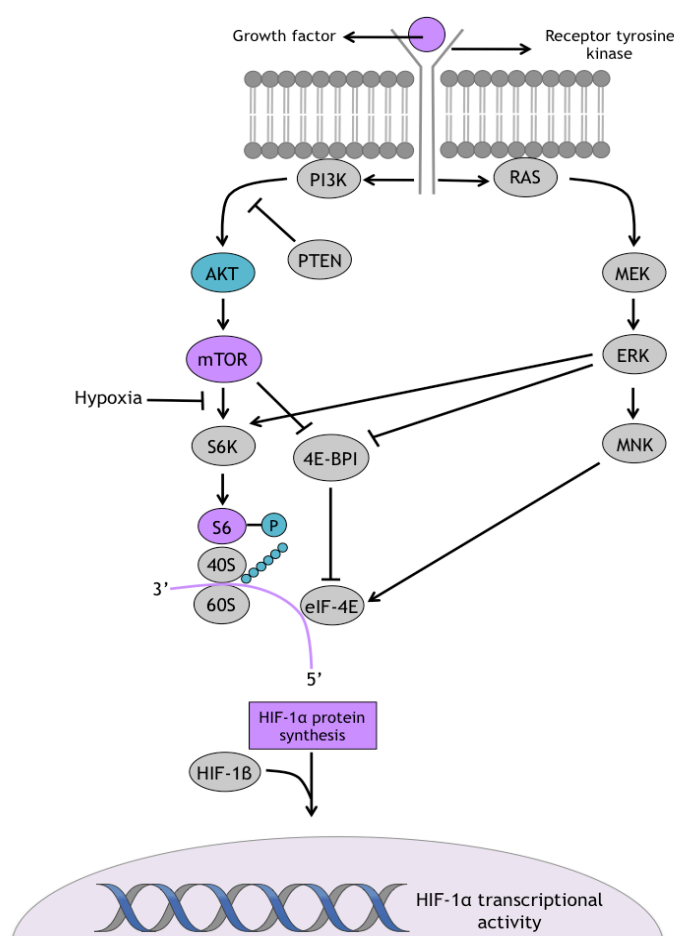 Growth factor
Receptor tyrosine
kinase
PI3K
RAS
PTEN
AKT
MEK
mTOR
ERK
Hypoxia
S6K
4E-BPI
MNK
S6
P
40S
3’
60S
eIF-4E
5’
HIF-1α protein
synthesis
HIF-1ß
HIF-1α transcriptional
activity